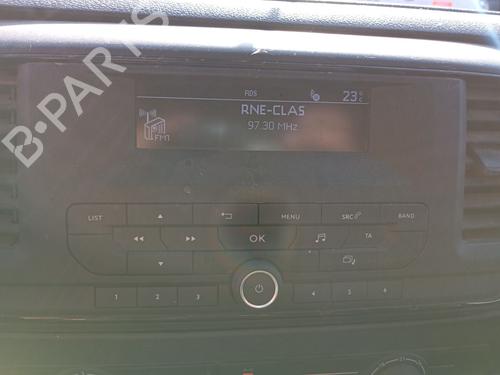 B-PARTS
RDS 23°C
RNE-CLAS
97.30 MHz
FM1
LIST MENU SRC BAND
OK TA
1 2 3 4 5 6